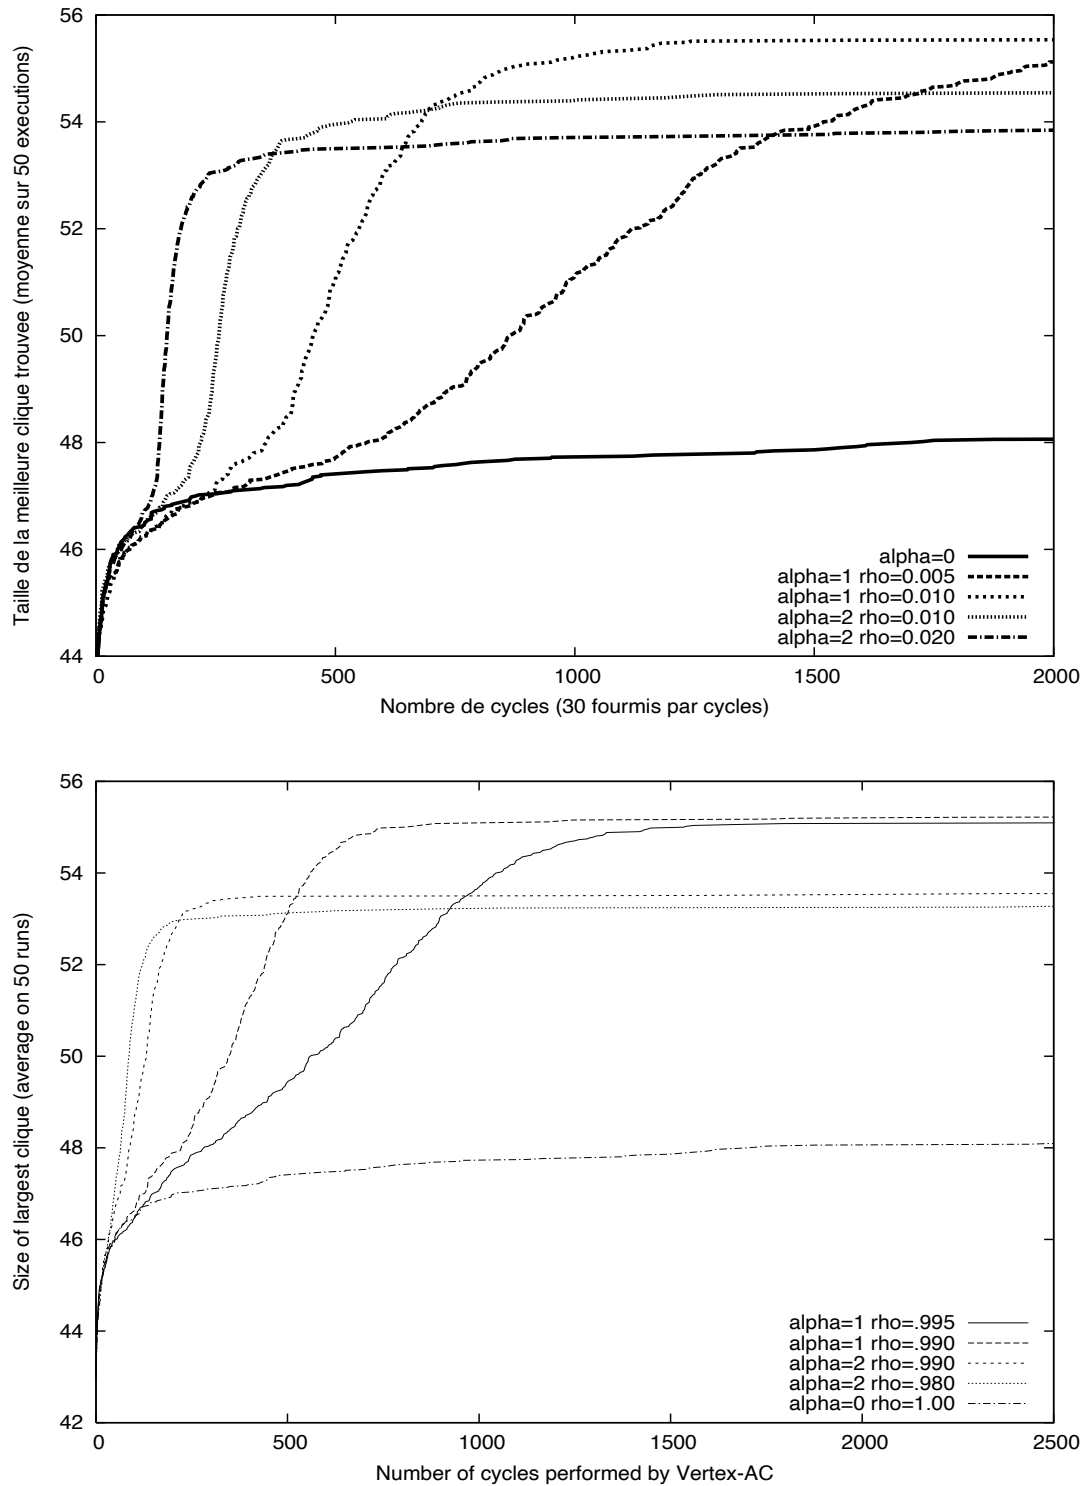 56
54
52
50
48
46
44
Taille de la meilleure clique trouvee (moyenne sur 50 executions)
alpha=0
alpha=1 rho=0.005
alpha=1 rho=0.010
alpha=2 rho=0.010
alpha=2 rho=0.020
0 500 1000 1500 2000
Nombre de cycles (30 fourmis par cycles)
56
54
52
50
48
46
44
42
Size of largest clique (average on 50 runs)
alpha=1 rho=.995
alpha=1 rho=.990
alpha=2 rho=.990
alpha=2 rho=.980
alpha=0 rho=1.00
0 500 1000 1500 2000 2500
Number of cycles performed by Vertex-AC